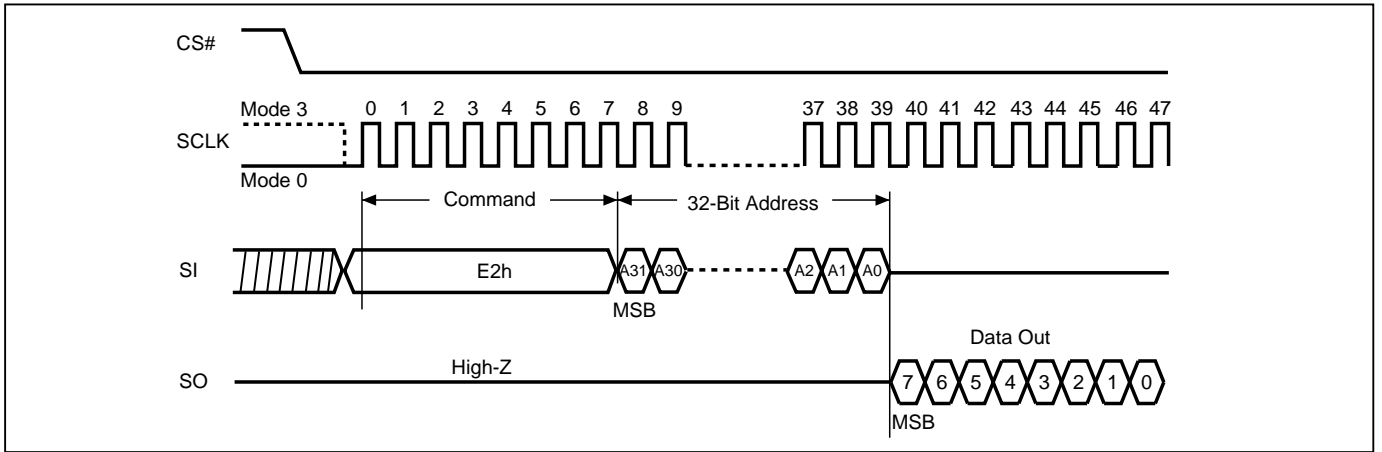 CS#
Mode 3 0 1 2 3 4 5 6 7 8 9 37 38 39 40 41 42 43 44 45 46 47
SCLK
Mode 0
Command 32-Bit Address
SI E2h A31 A30 A2 A1 A0
MSB
Data Out
High-Z
SO 7 6 5 4 3 2 1 0
MSB